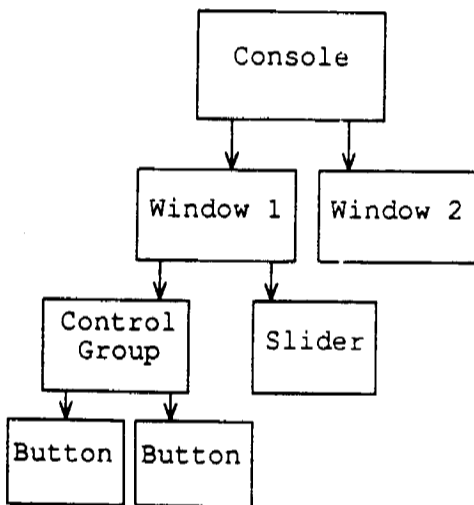 Console
Window 1
Window 2
Control
Group
Slider
Button
Button